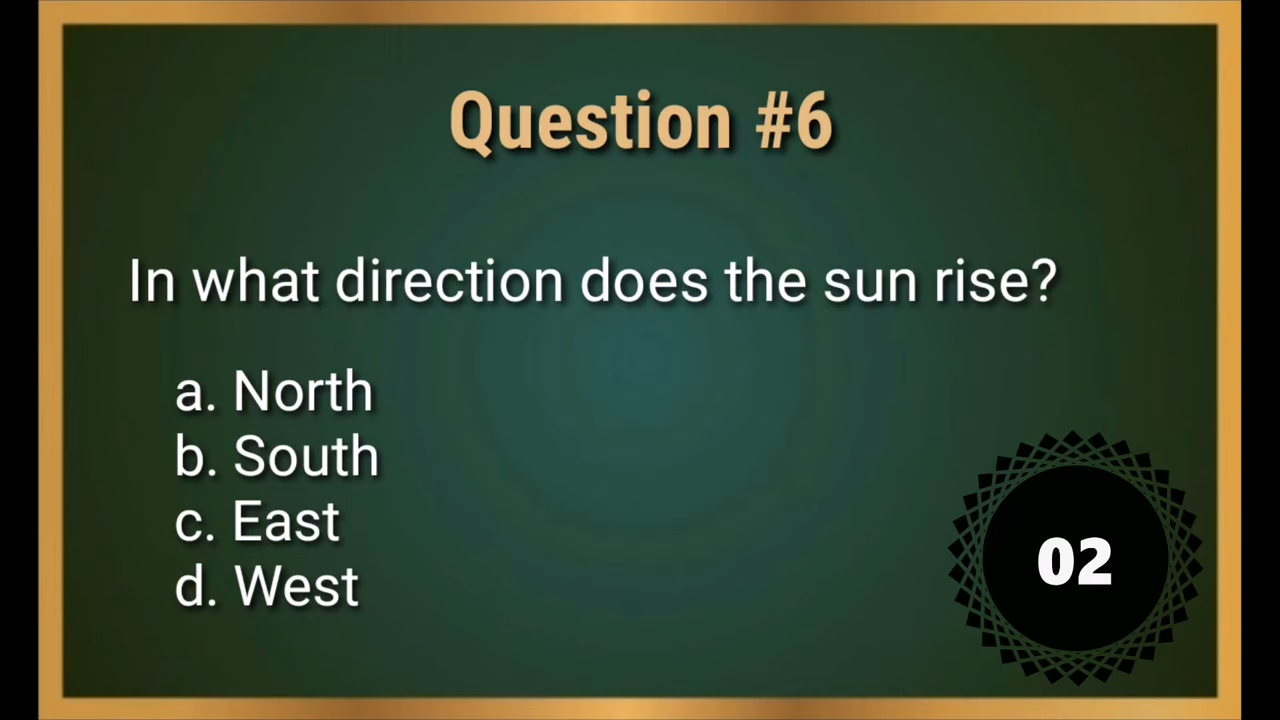 Question #6
In what direction does the sun rise?
a. North
b. South
c. East
d. West
02